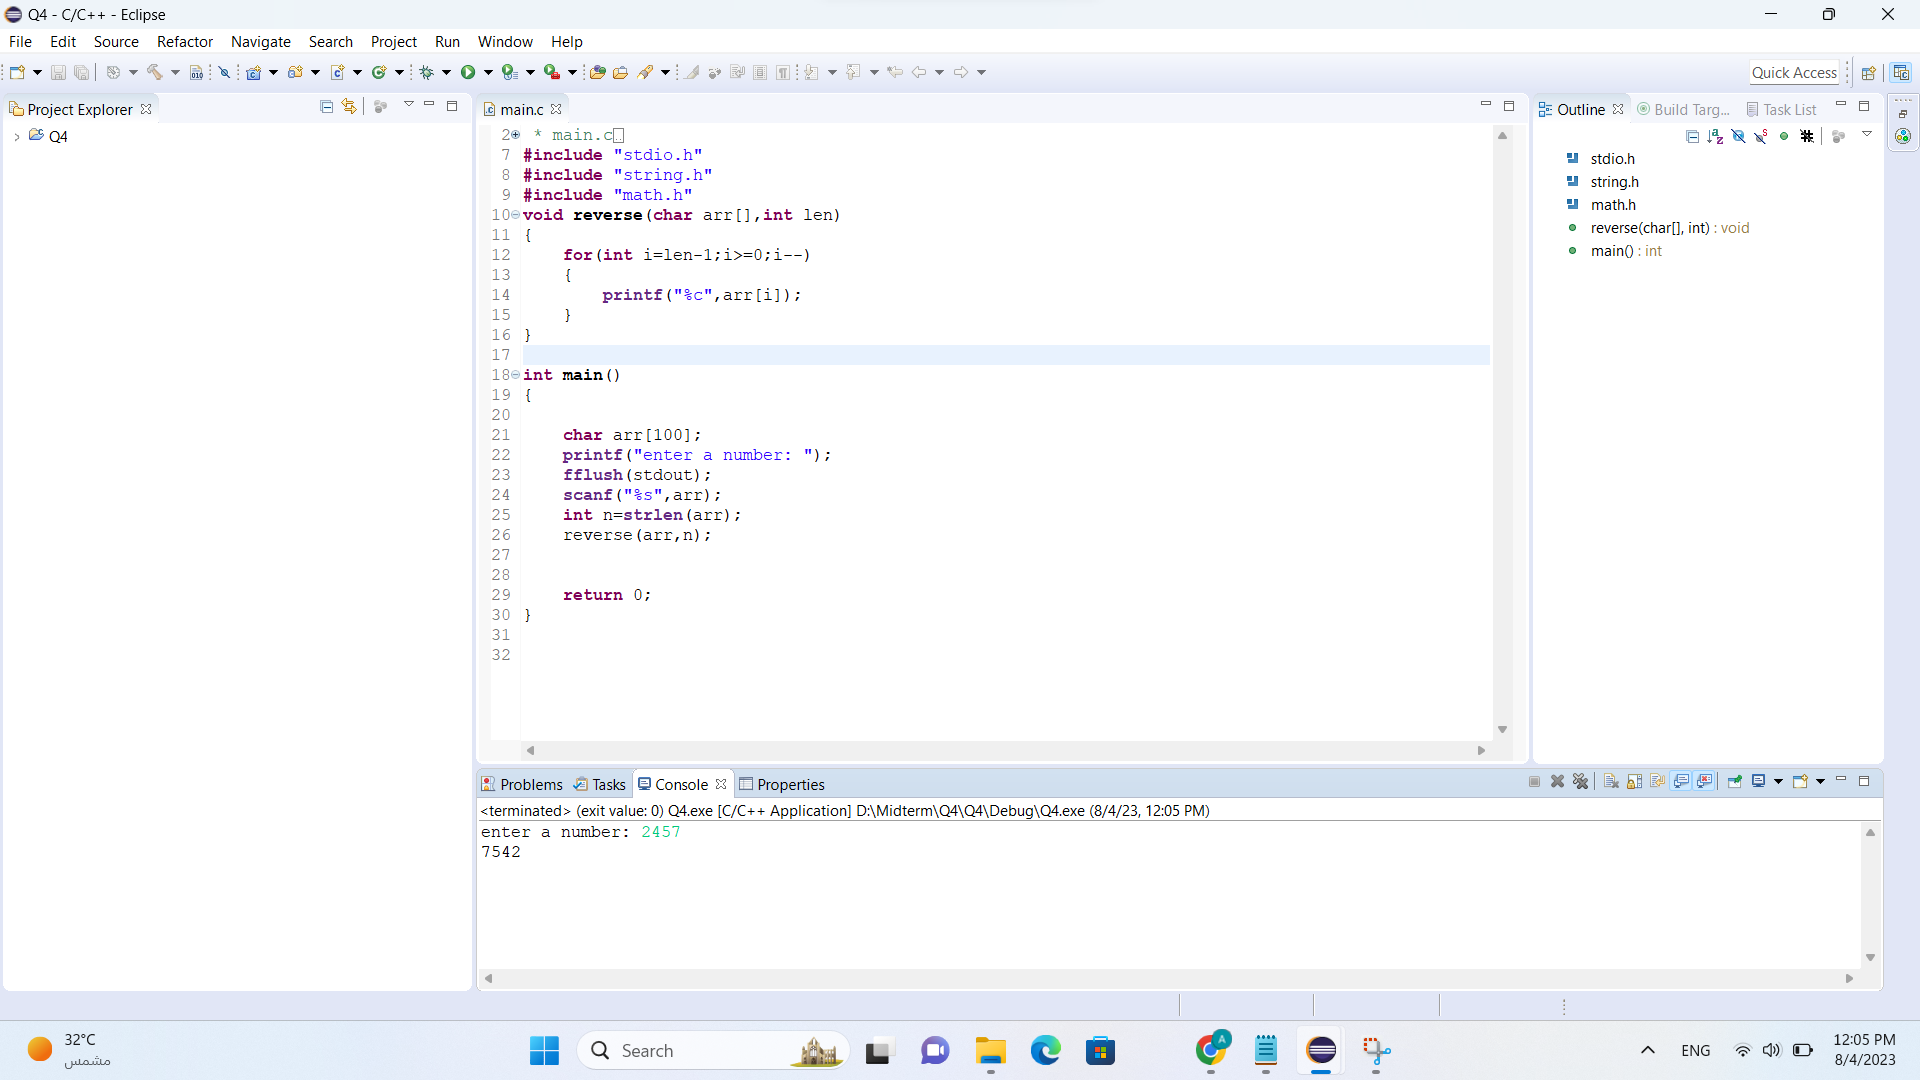 Q4 - C/C++ - Eclipse
File Edit Source Refactor Navigate Search Project Run Window Help
Quick Access
Project Explorer
Q4
main.c
2 * main.c
7 #include "stdio.h"
8 #include "string.h"
9 #include "math.h"
10 void reverse(char arr[],int len)
11 {
12     for(int i=len-1;i>=0;i--)
13     {
14         printf("%c",arr[i]);
15     }
16 }
17
18 int main()
19 {
20
21     char arr[100];
22     printf("enter a number: ");
23     fflush(stdout);
24     scanf("%s",arr);
25     int n=strlen(arr);
26     reverse(arr,n);
27
28
29     return 0;
30 }
31
32
Outline Build Targ... Task List
stdio.h
string.h
math.h
reverse(char[], int) : void
main() : int
Problems Tasks Console Properties
<terminated> (exit value: 0) Q4.exe [C/C++ Application] D:\Midterm\Q4\Q4\Debug\Q4.exe (8/4/23, 12:05 PM)
enter a number: 2457
7542
32°C
مشمس
Search
A
ENG
12:05 PM
8/4/2023